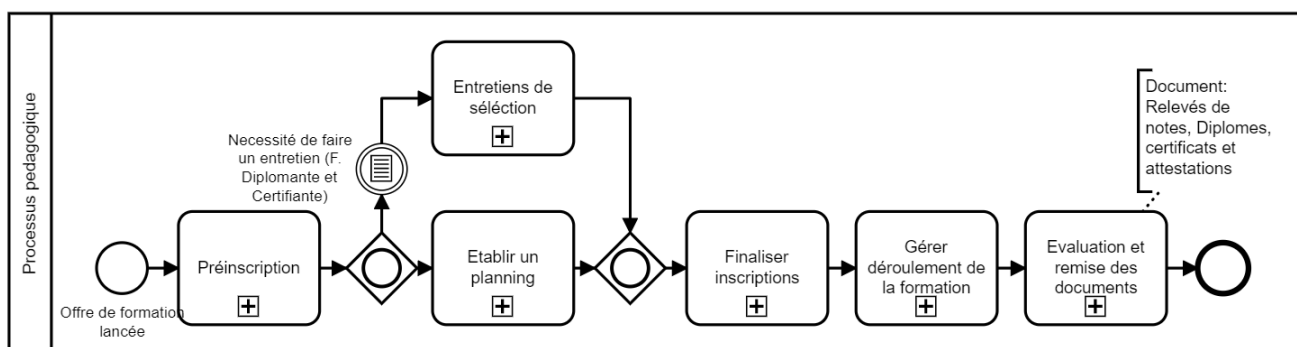 Processus pedagogique
Offre de formation
lancée
Préinscription
Necessité de faire
un entretien (F.
Diplomante et
Certifiante)
Entretiens de
séléction
Etablir un
planning
Finaliser
inscriptions
Gérer
déroulement de
la formation
Evaluation et
remise des
documents
Document:
Relevés de
notes, Diplomes,
certificats et
attestations